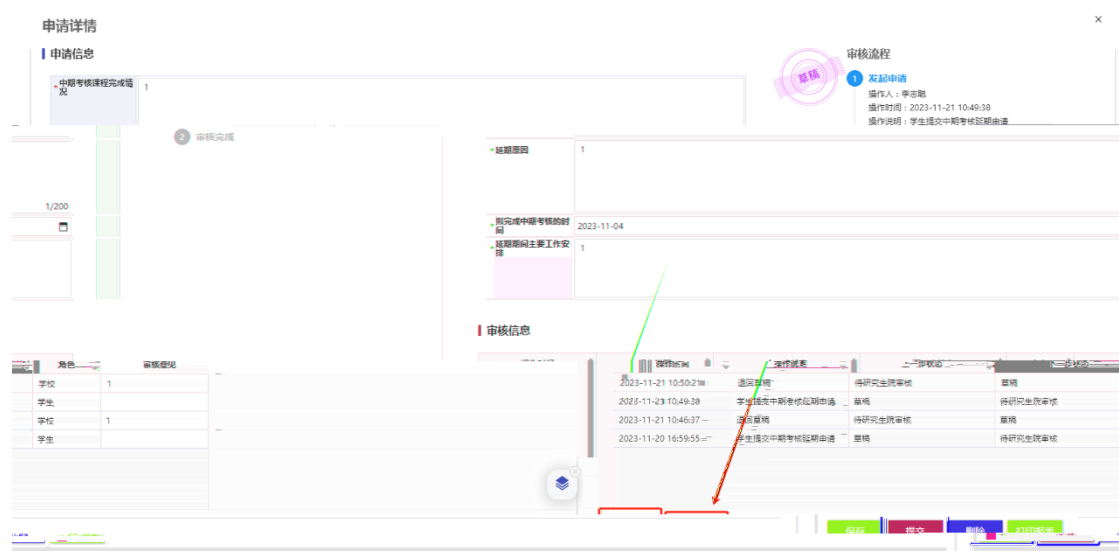 申请详情
申请信息
*中期考核课程完成情况
1
草稿
审核流程
1 发起申请
操作人：李志聪
操作时间：2023-11-21 10:49:38
操作说明：学生提交中期考核延期申请
2 审核完成
*延期原因
1
1/200
*拟完成中期考核的时间
2023-11-04
*延期期间主要工作安排
1
审核信息
角色 审核意见
学校 1
学生
学校 1
学生
2023-11-21 10:50:21 退回草稿 待研究生院审核 草稿
2023-11-21 10:49:38 学生提交中期考核延期申请 草稿 待研究生院审核
2023-11-21 10:46:37 退回草稿 待研究生院审核 草稿
2023-11-20 16:59:55 学生提交中期考核延期申请 草稿 待研究生院审核
保存 提交 删除